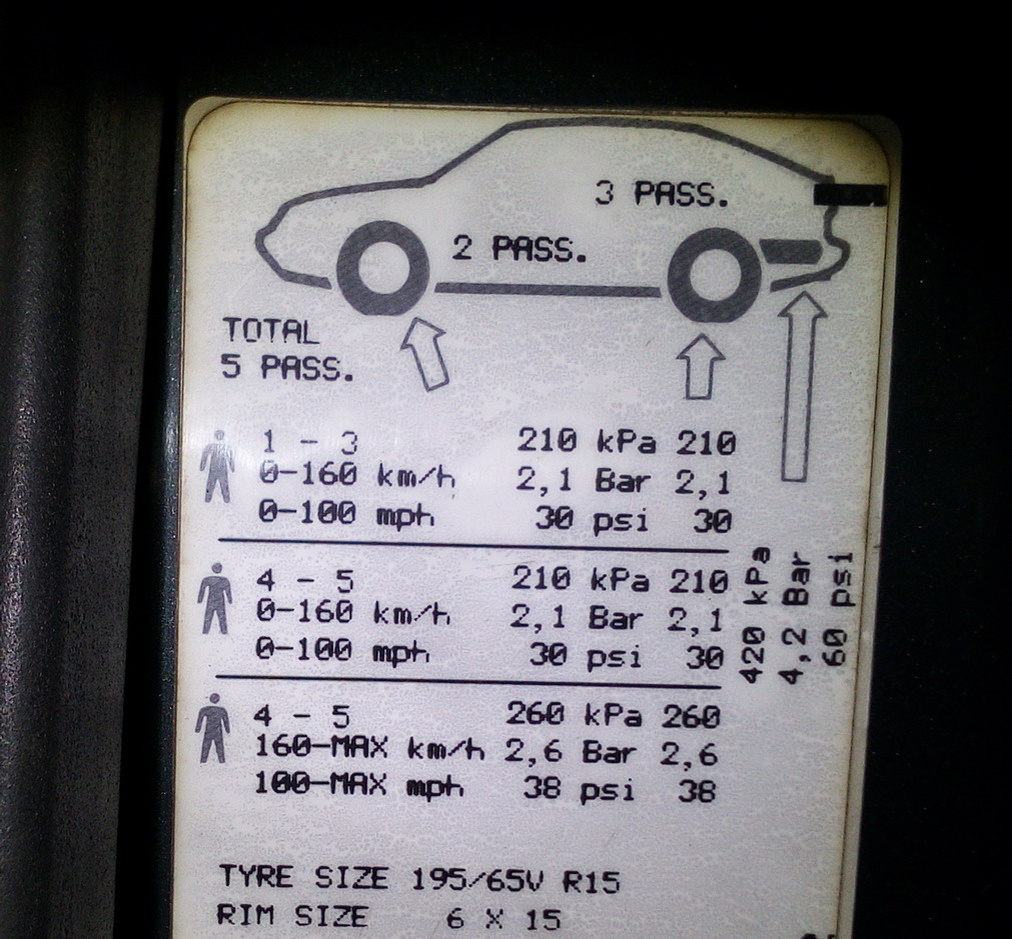 3 PASS.
2 PASS.
TOTAL
5 PASS.
1 - 3 210 kPa 210
0-160 km/h 2,1 Bar 2,1
0-100 mph 30 psi 30
4 - 5 210 kPa 210
0-160 km/h 2,1 Bar 2,1
0-100 mph 30 psi 30
4 - 5 260 kPa 260
160-MAX km/h 2,6 Bar 2,6
100-MAX mph 38 psi 38
420 kPa
4,2 Bar
60 psi
TYRE SIZE 195/65V R15
RIM SIZE 6 X 15